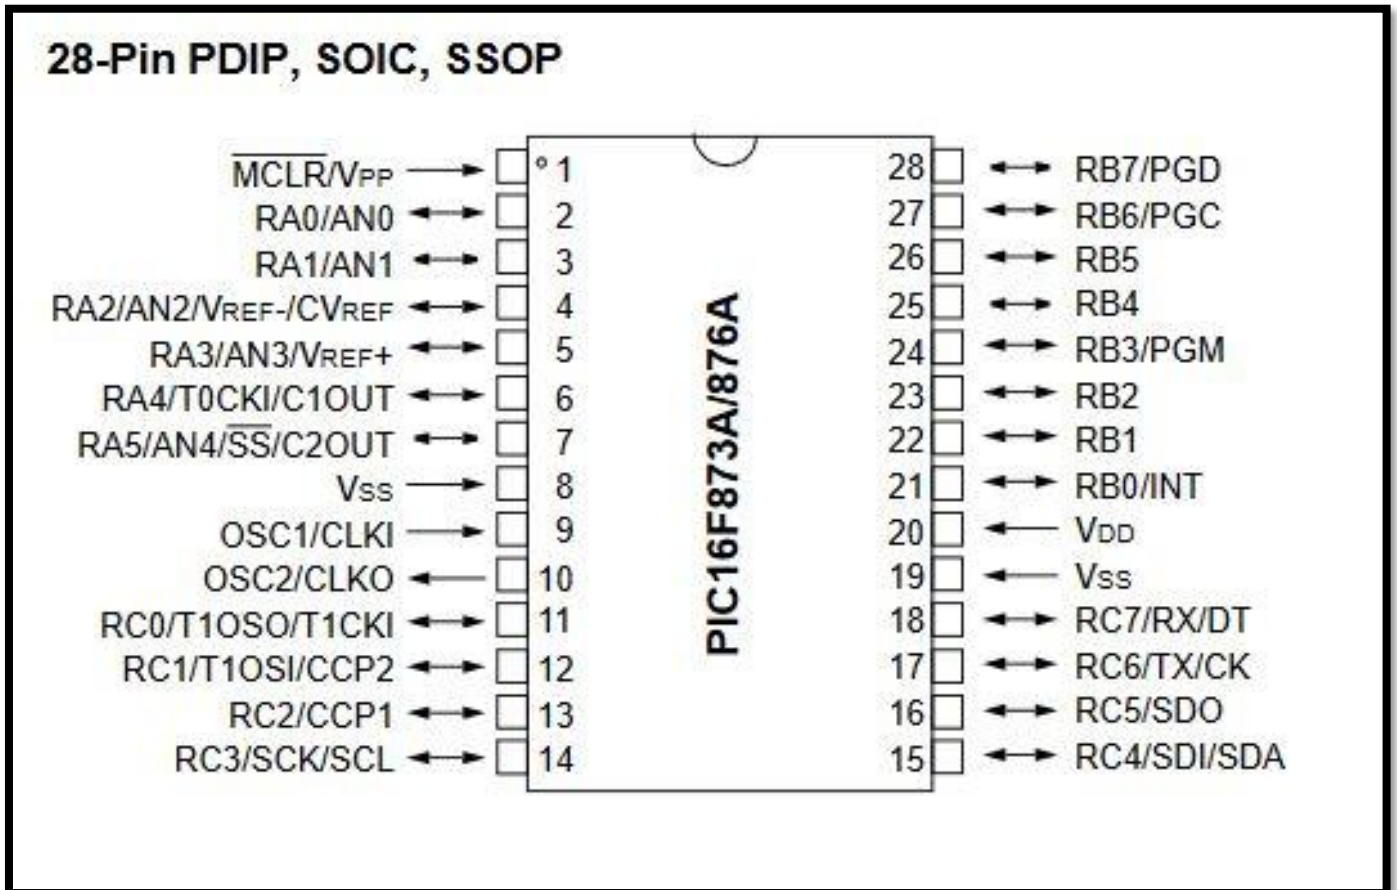 28-Pin PDIP, SOIC, SSOP
MCLR/VPP 1 28 RB7/PGD
RA0/AN0 2 27 RB6/PGC
RA1/AN1 3 26 RB5
RA2/AN2/VREF-/CVREF 4 25 RB4
RA3/AN3/VREF+ 5 24 RB3/PGM
RA4/T0CKI/C1OUT 6 23 RB2
RA5/AN4/SS/C2OUT 7 22 RB1
VSS 8 21 RB0/INT
OSC1/CLKI 9 20 VDD
OSC2/CLKO 10 19 VSS
RC0/T1OSO/T1CKI 11 18 RC7/RX/DT
RC1/T1OSI/CCP2 12 17 RC6/TX/CK
RC2/CCP1 13 16 RC5/SDO
RC3/SCK/SCL 14 15 RC4/SDI/SDA
PIC16F873A/876A